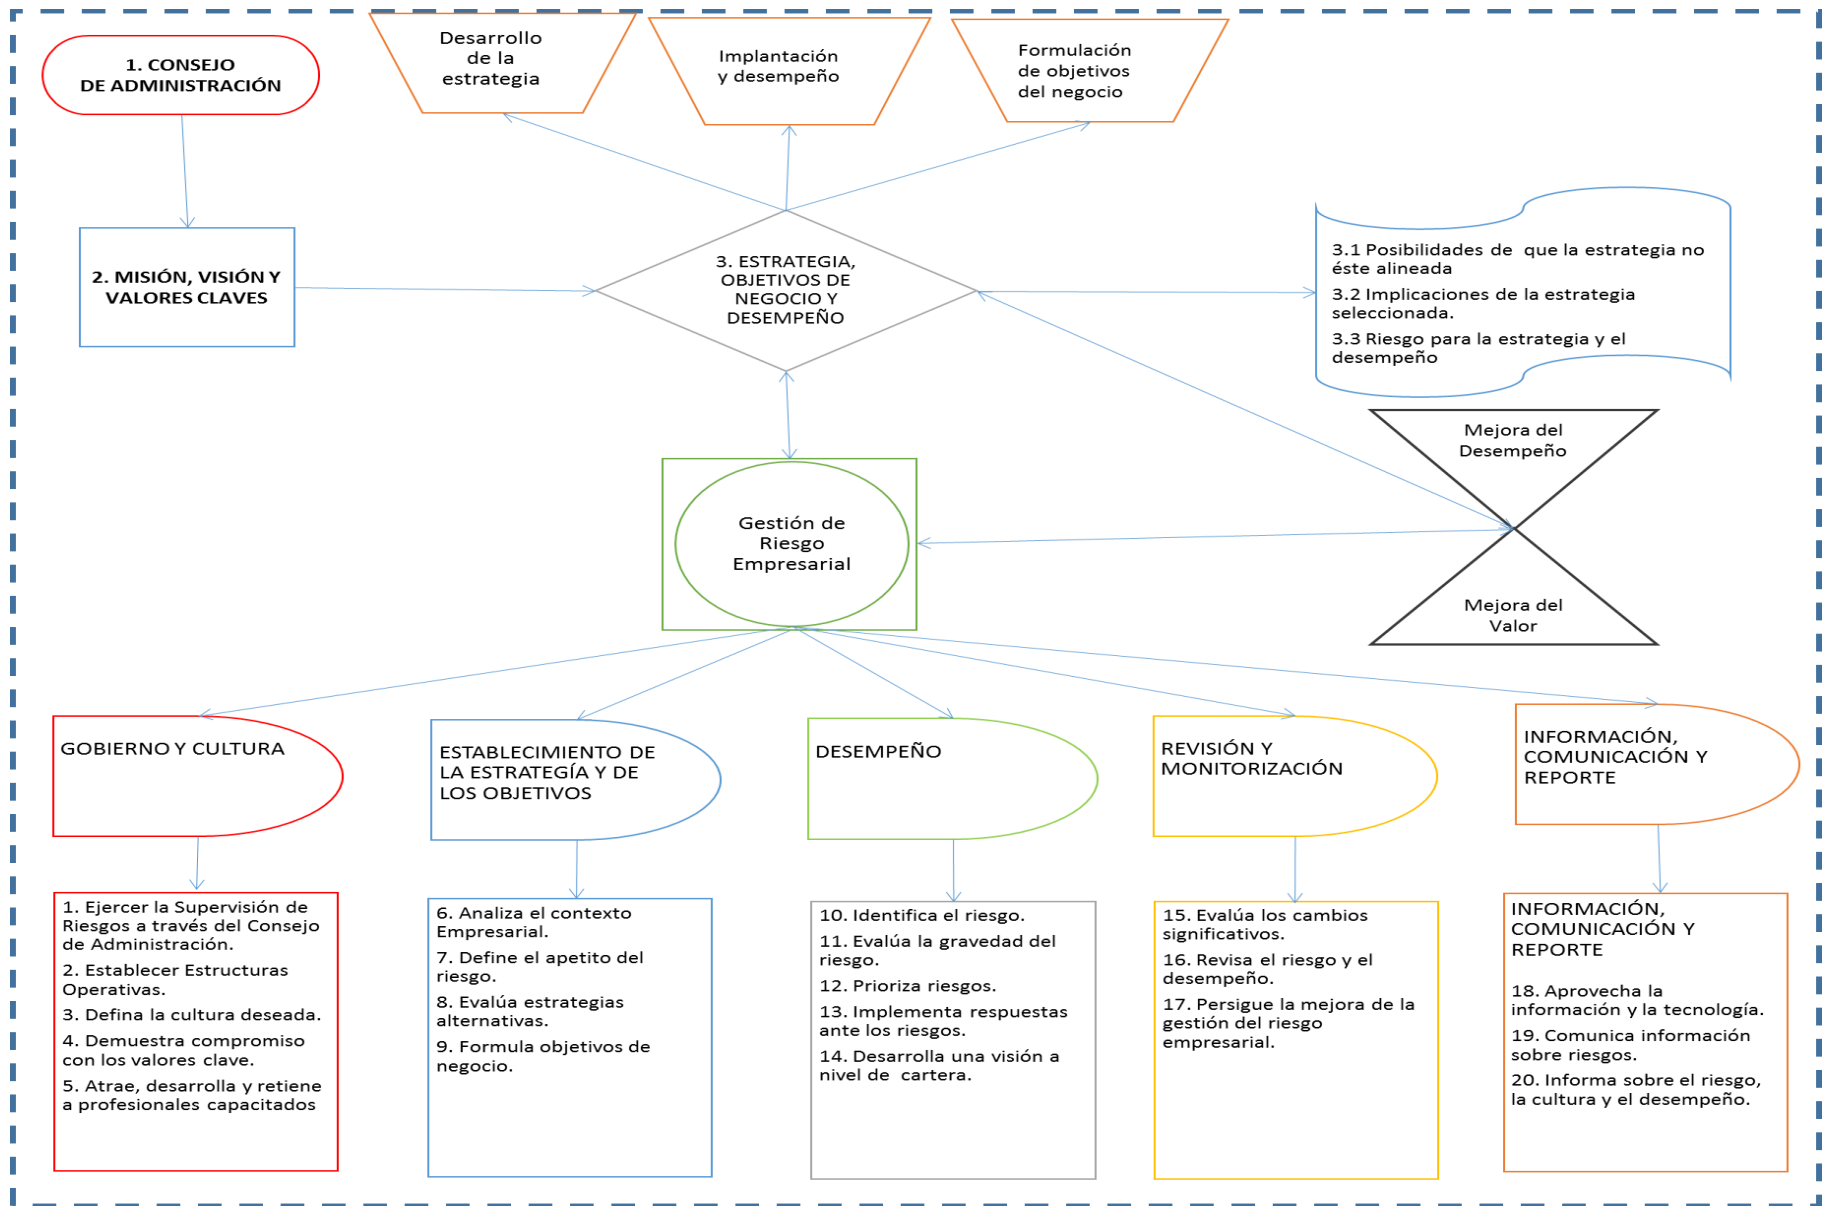 1. CONSEJO
DE ADMINISTRACIÓN
Desarrollo
de la
estrategia
Implantación
y desempeño
Formulación
de objetivos
del negocio
2. MISIÓN, VISIÓN Y
VALORES CLAVES
3. ESTRATEGIA,
OBJETIVOS DE
NEGOCIO Y
DESEMPEÑO
3.1 Posibilidades de que la estrategia no
éste alineada
3.2 Implicaciones de la estrategia
seleccionada.
3.3 Riesgo para la estrategia y el
desempeño
Mejora del
Desempeño
Gestión de
Riesgo
Empresarial
Mejora del
Valor
GOBIERNO Y CULTURA
ESTABLECIMIENTO DE
LA ESTRATEGÍA Y DE
LOS OBJETIVOS
DESEMPEÑO
REVISIÓN Y
MONITORIZACIÓN
INFORMACIÓN,
COMUNICACIÓN Y
REPORTE
1. Ejercer la Supervisión de
Riesgos a través del Consejo
de Administración.
2. Establecer Estructuras
Operativas.
3. Defina la cultura deseada.
4. Demuestra compromiso
con los valores clave.
5. Atrae, desarrolla y retiene
a profesionales capacitados
6. Analiza el contexto
Empresarial.
7. Define el apetito del
riesgo.
8. Evalúa estrategias
alternativas.
9. Formula objetivos de
negocio.
10. Identifica el riesgo.
11. Evalúa la gravedad del
riesgo.
12. Prioriza riesgos.
13. Implementa respuestas
ante los riesgos.
14. Desarrolla una visión a
nivel de cartera.
15. Evalúa los cambios
significativos.
16. Revisa el riesgo y el
desempeño.
17. Persigue la mejora de la
gestión del riesgo
empresarial.
INFORMACIÓN,
COMUNICACIÓN Y
REPORTE
18. Aprovecha la
información y la tecnología.
19. Comunica información
sobre riesgos.
20. Informa sobre el riesgo,
la cultura y el desempeño.